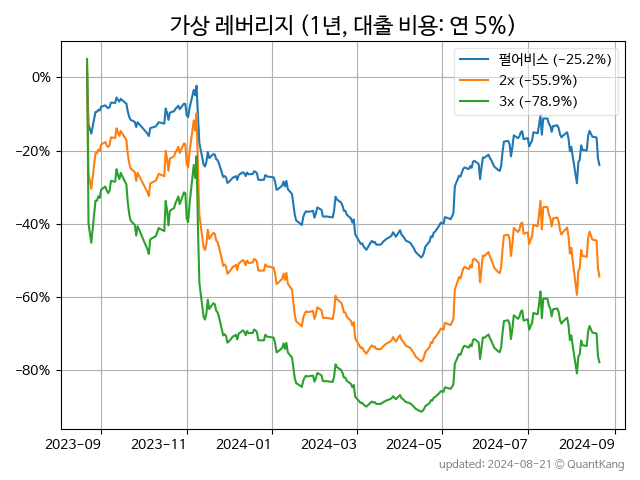 가상 레버리지 (1년, 대출 비용: 연 5%)
펄어비스 (-25.2%)
2x (-55.9%)
3x (-78.9%)
0%
−20%
−40%
−60%
−80%
2023-09 2023-11 2024-01 2024-03 2024-05 2024-07 2024-09
updated: 2024-08-21 © QuantKang